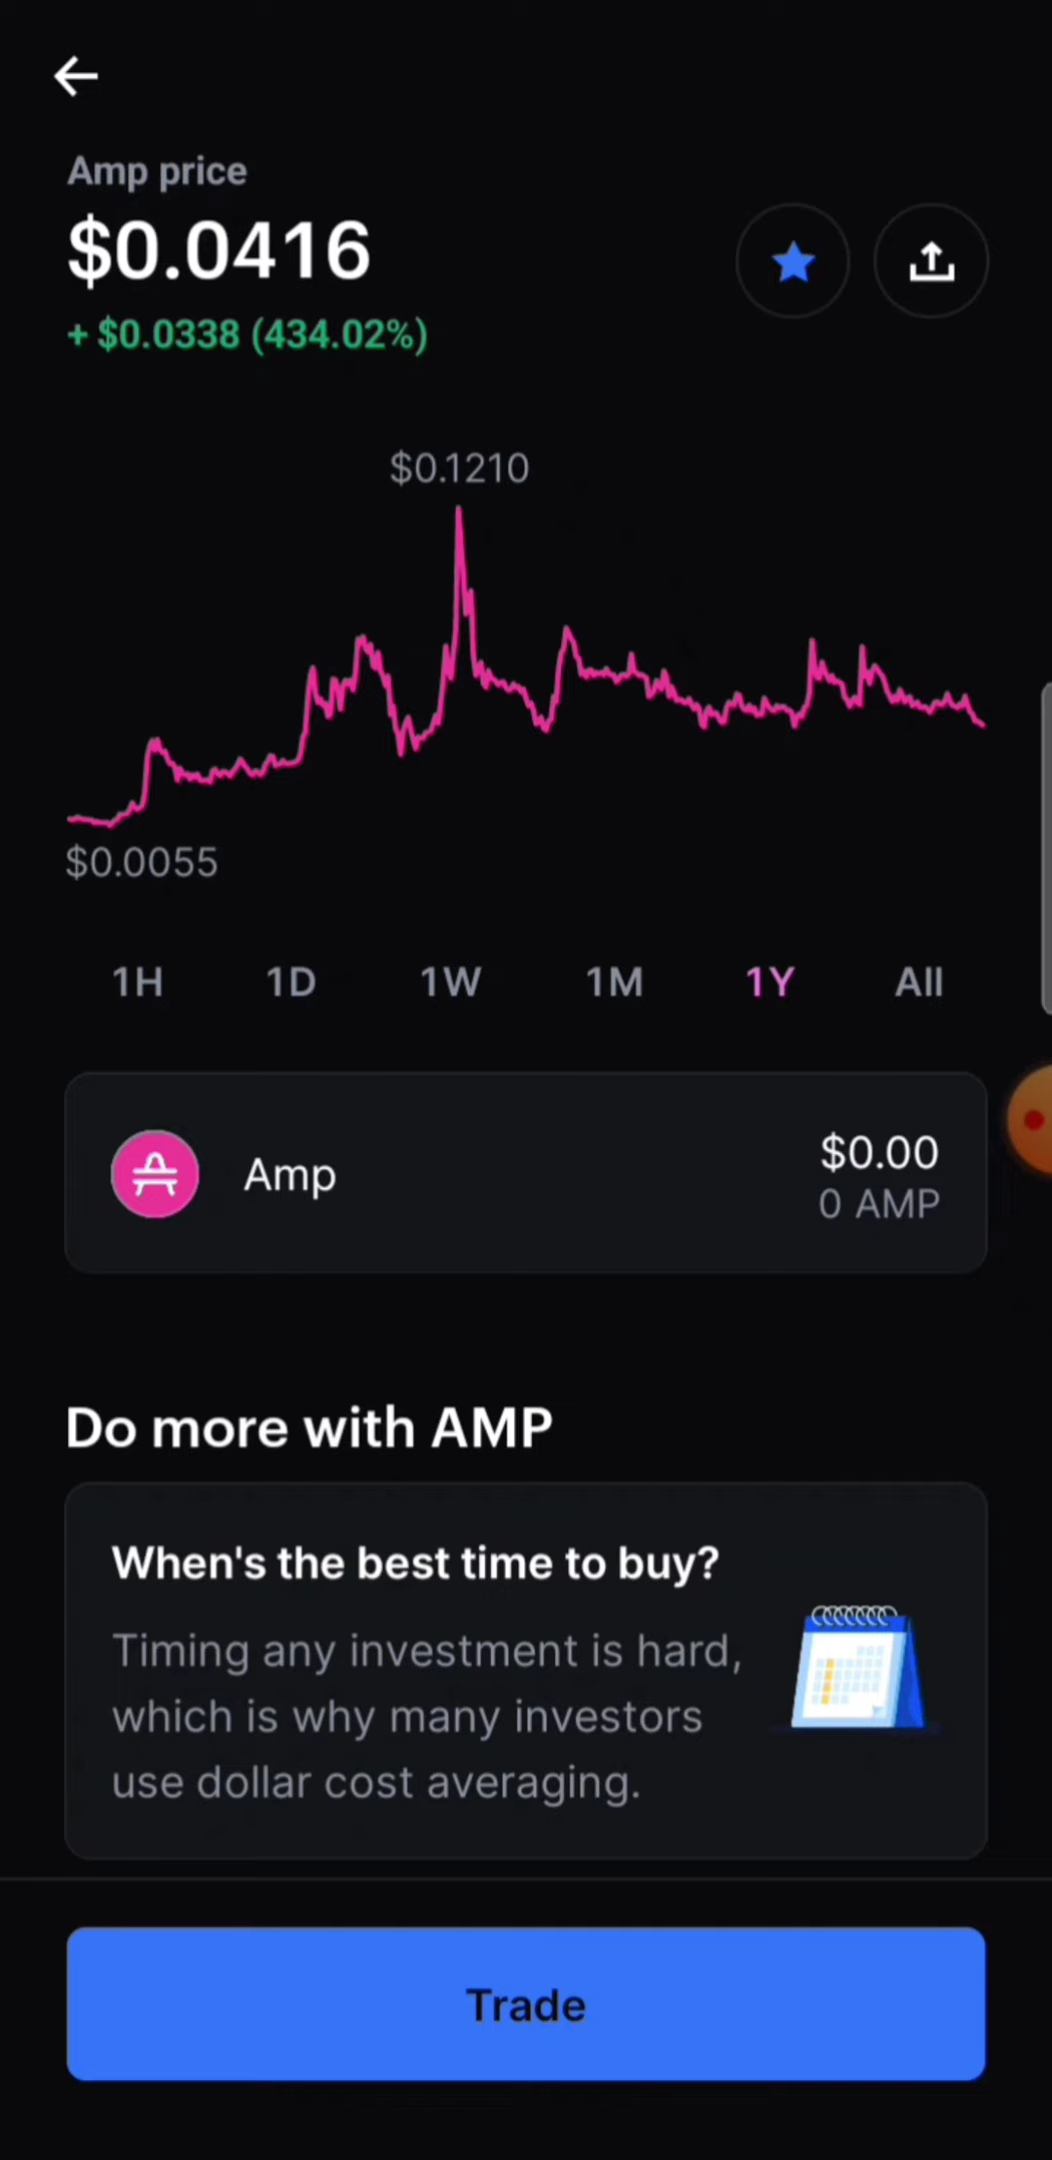 Amp price
$0.0416
+ $0.0338 (434.02%)
$0.1210
$0.0055
1H 1D 1W 1M 1Y All
Amp
$0.00
0 AMP
Do more with AMP
When's the best time to buy?
Timing any investment is hard,
which is why many investors
use dollar cost averaging.
Trade